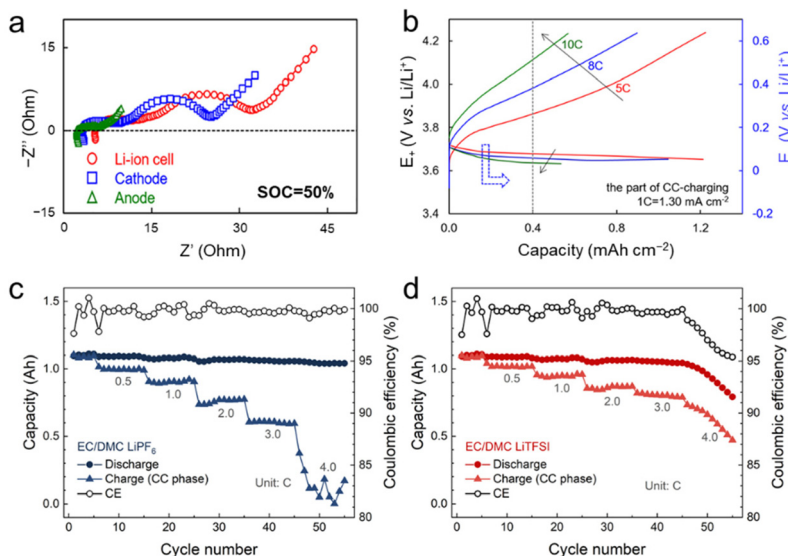 a
15
0
−15
−Z'' (Ohm)
Li-ion cell
Cathode
Anode
SOC=50%
0
15
30
45
Z' (Ohm)
b
4.2
3.9
3.6
3.4
E+ (V vs. Li/Li+)
10C
8C
5C
0.6
0.4
0.2
0
−0.2
(V vs. Li/Li+)
the part of CC-charging
1C=1.30 mA cm−2
0.0
0.4
0.8
1.2
Capacity (mAh cm−2)
c
1.5
1.0
0.5
0.0
Capacity (Ah)
100
95
90
85
80
Coulombic efficiency (%)
0.5
1.0
2.0
3.0
4.0
EC/DMC LiPF6
Discharge
Charge (CC phase)
CE
Unit: C
0
10
20
30
40
50
Cycle number
d
1.5
1.0
0.5
0.0
Capacity (Ah)
100
95
90
85
80
Coulombic efficiency (%)
0.5
1.0
2.0
3.0
4.0
EC/DMC LiTFSI
Discharge
Charge (CC phase)
CE
Unit: C
0
10
20
30
40
50
Cycle number